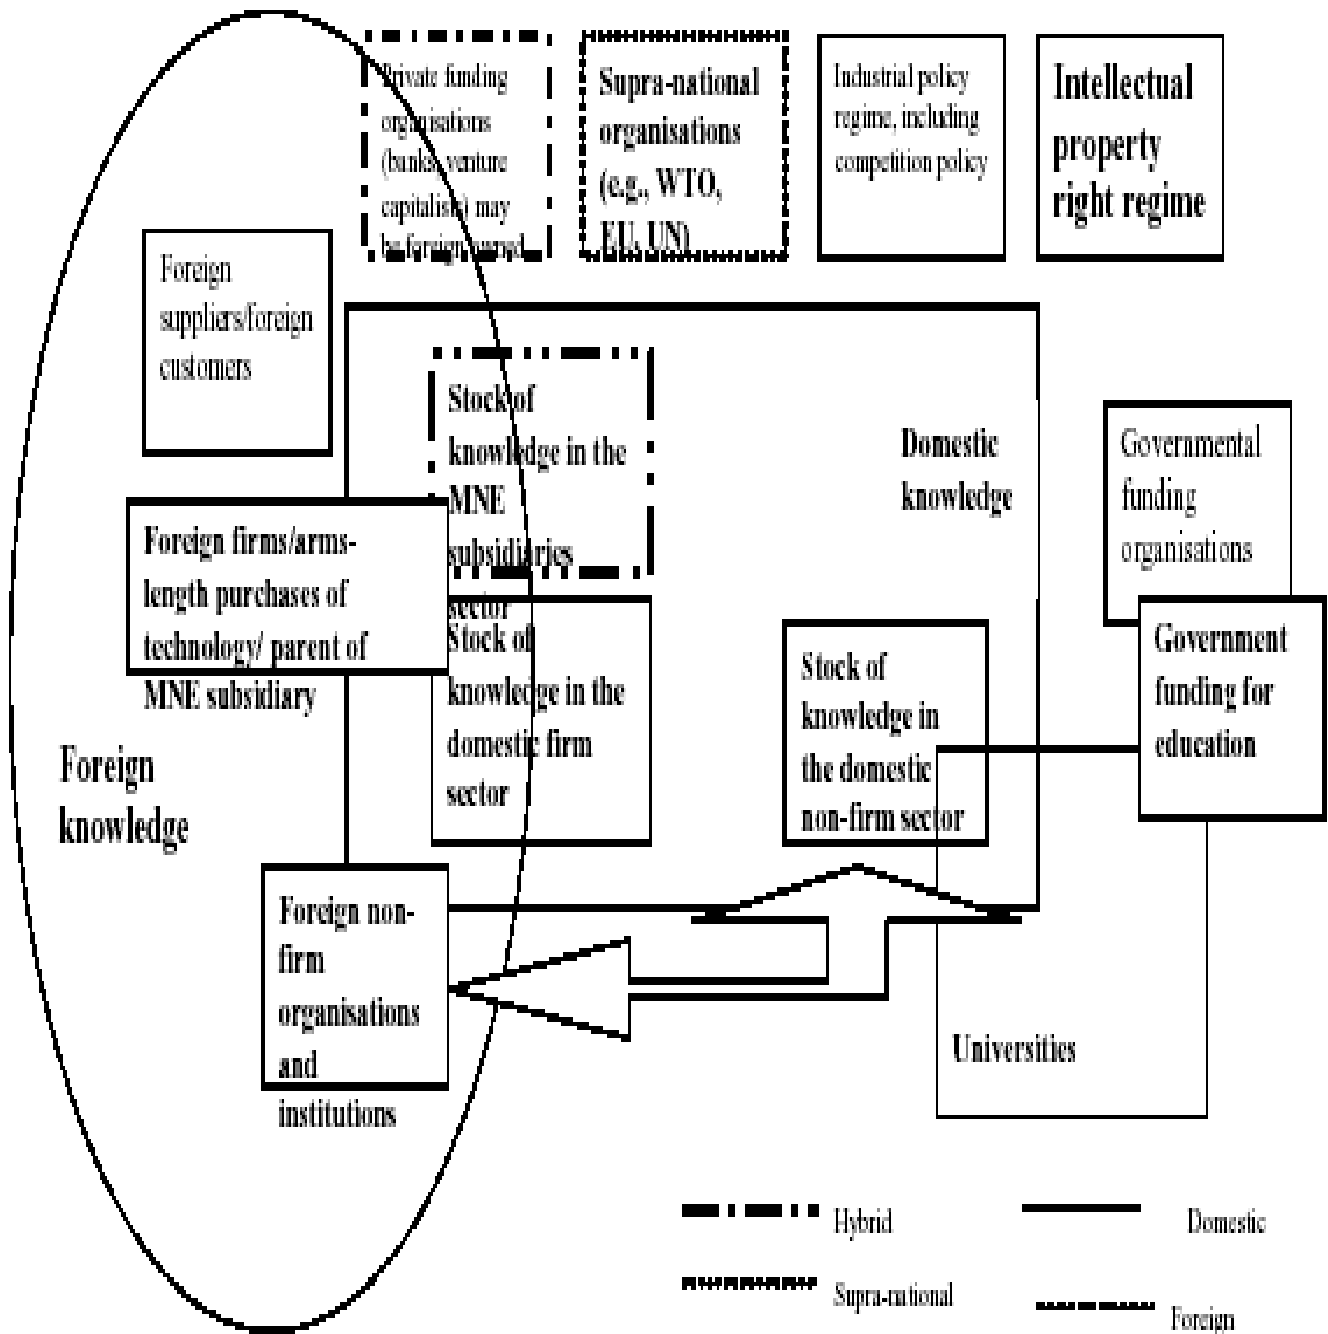 Private funding
organisations
(banks, venture
capitalists) may
be foreign owned
Supra-national
organisations
(e.g., WTO,
EU, UN)
Industrial policy
regime, including
competition policy
Intellectual
property
right regime
Foreign
suppliers/foreign
customers
Stock of
knowledge in the
MNE
subsidiaries
sector
Domestic
knowledge
Governmental
funding
organisations
Foreign firms/arms-
length purchases of
technology/ parent of
MNE subsidiary
Stock of
knowledge in the
domestic firm
sector
Stock of
knowledge in
the domestic
non-firm sector
Government
funding for
education
Foreign
knowledge
Foreign non-
firm
organisations
and
institutions
Universities
Hybrid
Domestic
Supra-national
Foreign